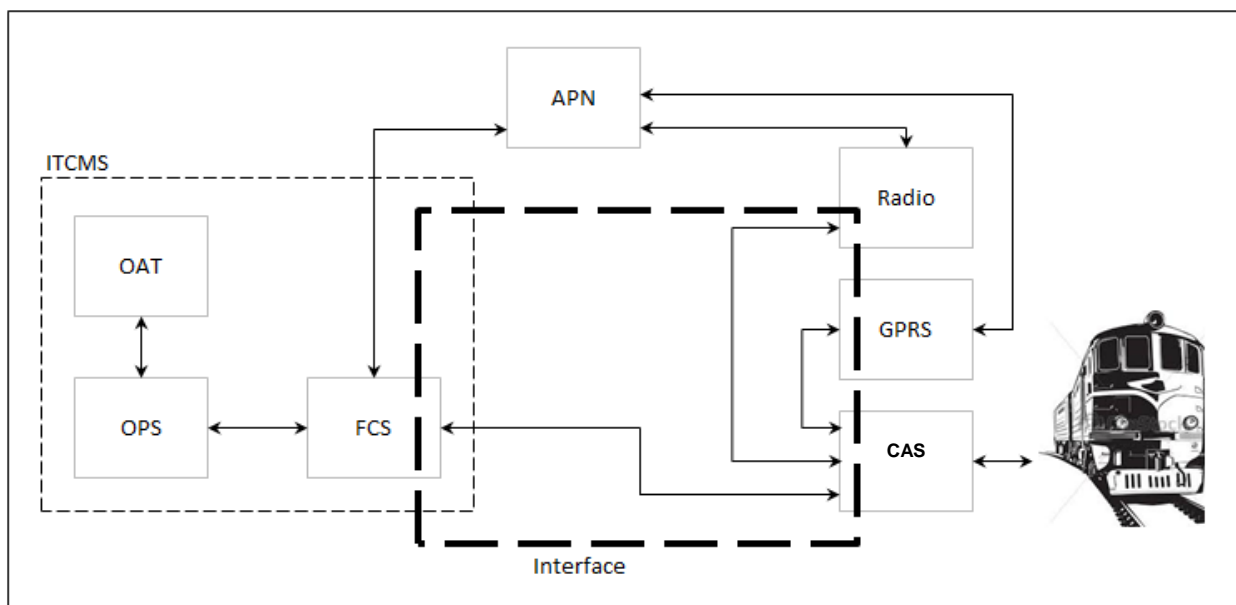 APN
ITCMS
Radio
OAT
GPRS
OPS
FCS
CAS
Interface